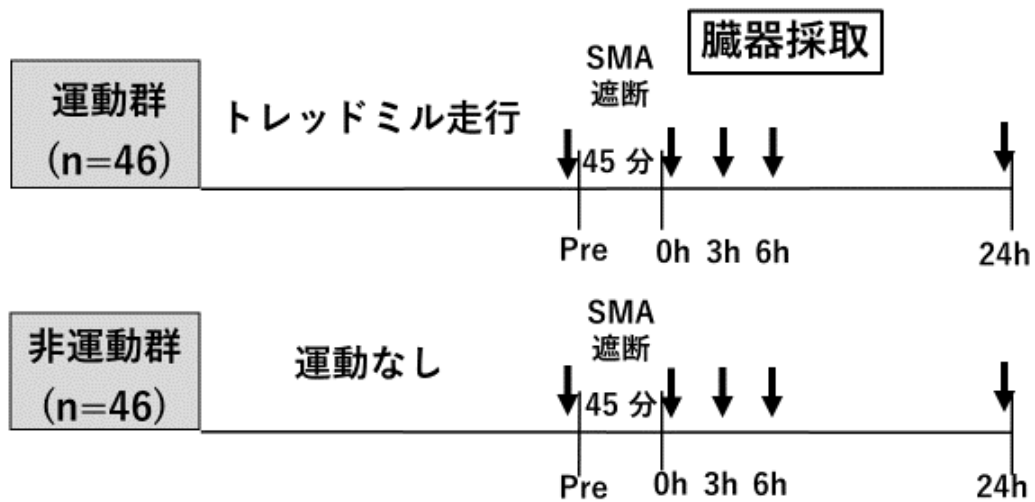 臓器採取
SMA
遮断
運動群
(n=46)
トレッドミル走行
45 分
Pre
0h
3h
6h
24h
SMA
遮断
非運動群
(n=46)
運動なし
45 分
Pre
0h
3h
6h
24h